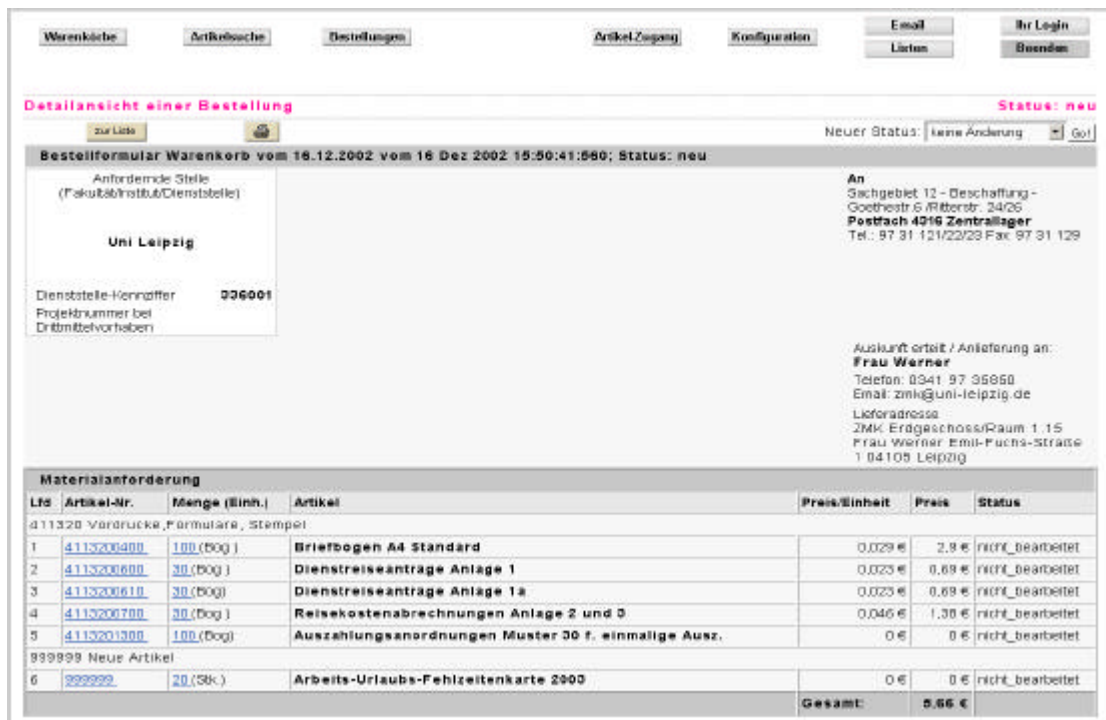 Warenkörbe Artikelsuche Bestellungen Artikel-Zugang Konfiguration Email Ihr Login
Listen Beenden
Detailansicht einer Bestellung Status: neu
zur Liste Neuer Status: keine Änderung Go!
Bestellformular Warenkorb vom 16.12.2002 vom 16 Dez 2002 15:50:41:560; Status: neu
Anfordernde Stelle
(Fakultät/Institut/Dienststelle)
Uni Leipzig
Dienststelle-Kennziffer 336001
Projektnummer bei
Drittmittelvorhaben
An
Sachgebiet 12 - Beschaffung -
Goethestr.6 /Ritterstr. 24/26
Postfach 4316 Zentrallager
Tel.: 97 31 121/22/23 Fax: 97 31 129
Auskunft erteilt / Anlieferung an:
Frau Werner
Telefon: 0341 97 35850
Email: zmk@uni-leipzig.de
Lieferadresse
ZMK Erdgeschoss/Raum 1.15
Frau Werner Emil-Fuchs-Straße
1 04105 Leipzig
Materialanforderung
Lfd Artikel-Nr. Menge (Einh.) Artikel Preis/Einheit Preis Status
411320 Vordrucke,Formulare, Stempel
1 4113200400 100 (Bog.) Briefbogen A4 Standard 0,029 € 2,9 € nicht_bearbeitet
2 4113200600 30 (Bog.) Dienstreiseantrage Anlage 1 0,023 € 0,69 € nicht_bearbeitet
3 4113200610 30 (Bog) Dienstreiseantrage Anlage 1a 0,023 € 0,69 € nicht_bearbeitet
4 4113200700 30 (Bog.) Reisekostenabrechnungen Anlage 2 und 3 0,046 € 1,38 € nicht_bearbeitet
5 4113201300 100 (Bog) Auszahlungsanordnungen Muster 30 f. einmalige Ausz. 0 € 0 € nicht_bearbeitet
999999 Neue Artikel
6 999999 20 (Stk.) Arbeits-Urlaubs-Fehlzeitenkarte 2003 0 € 0 € nicht_bearbeitet
Gesamt: 5,66 €